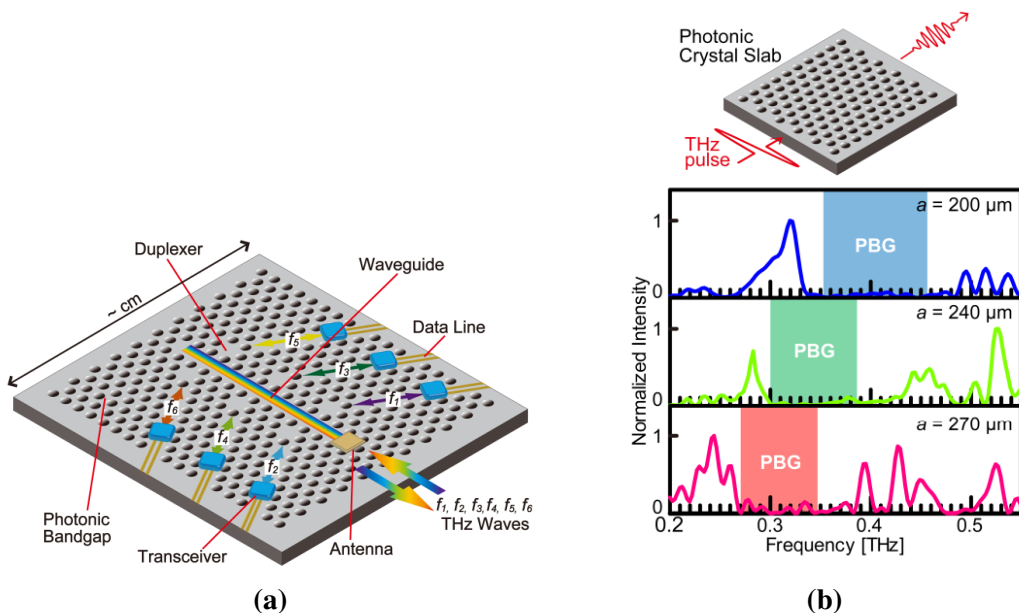 Duplexer
Waveguide
~ cm
Data Line
f5
f3
f1
f6
f4
f2
f1, f2, f3, f4, f5, f6
THz Waves
Photonic
Bandgap
Transceiver
Antenna
(a)
Photonic
Crystal Slab
THz
pulse
Normalized Intensity
1
0
PBG
a = 200 µm
1
0
PBG
a = 240 µm
1
0
PBG
a = 270 µm
0.2 0.3 0.4 0.5
Frequency [THz]
(b)